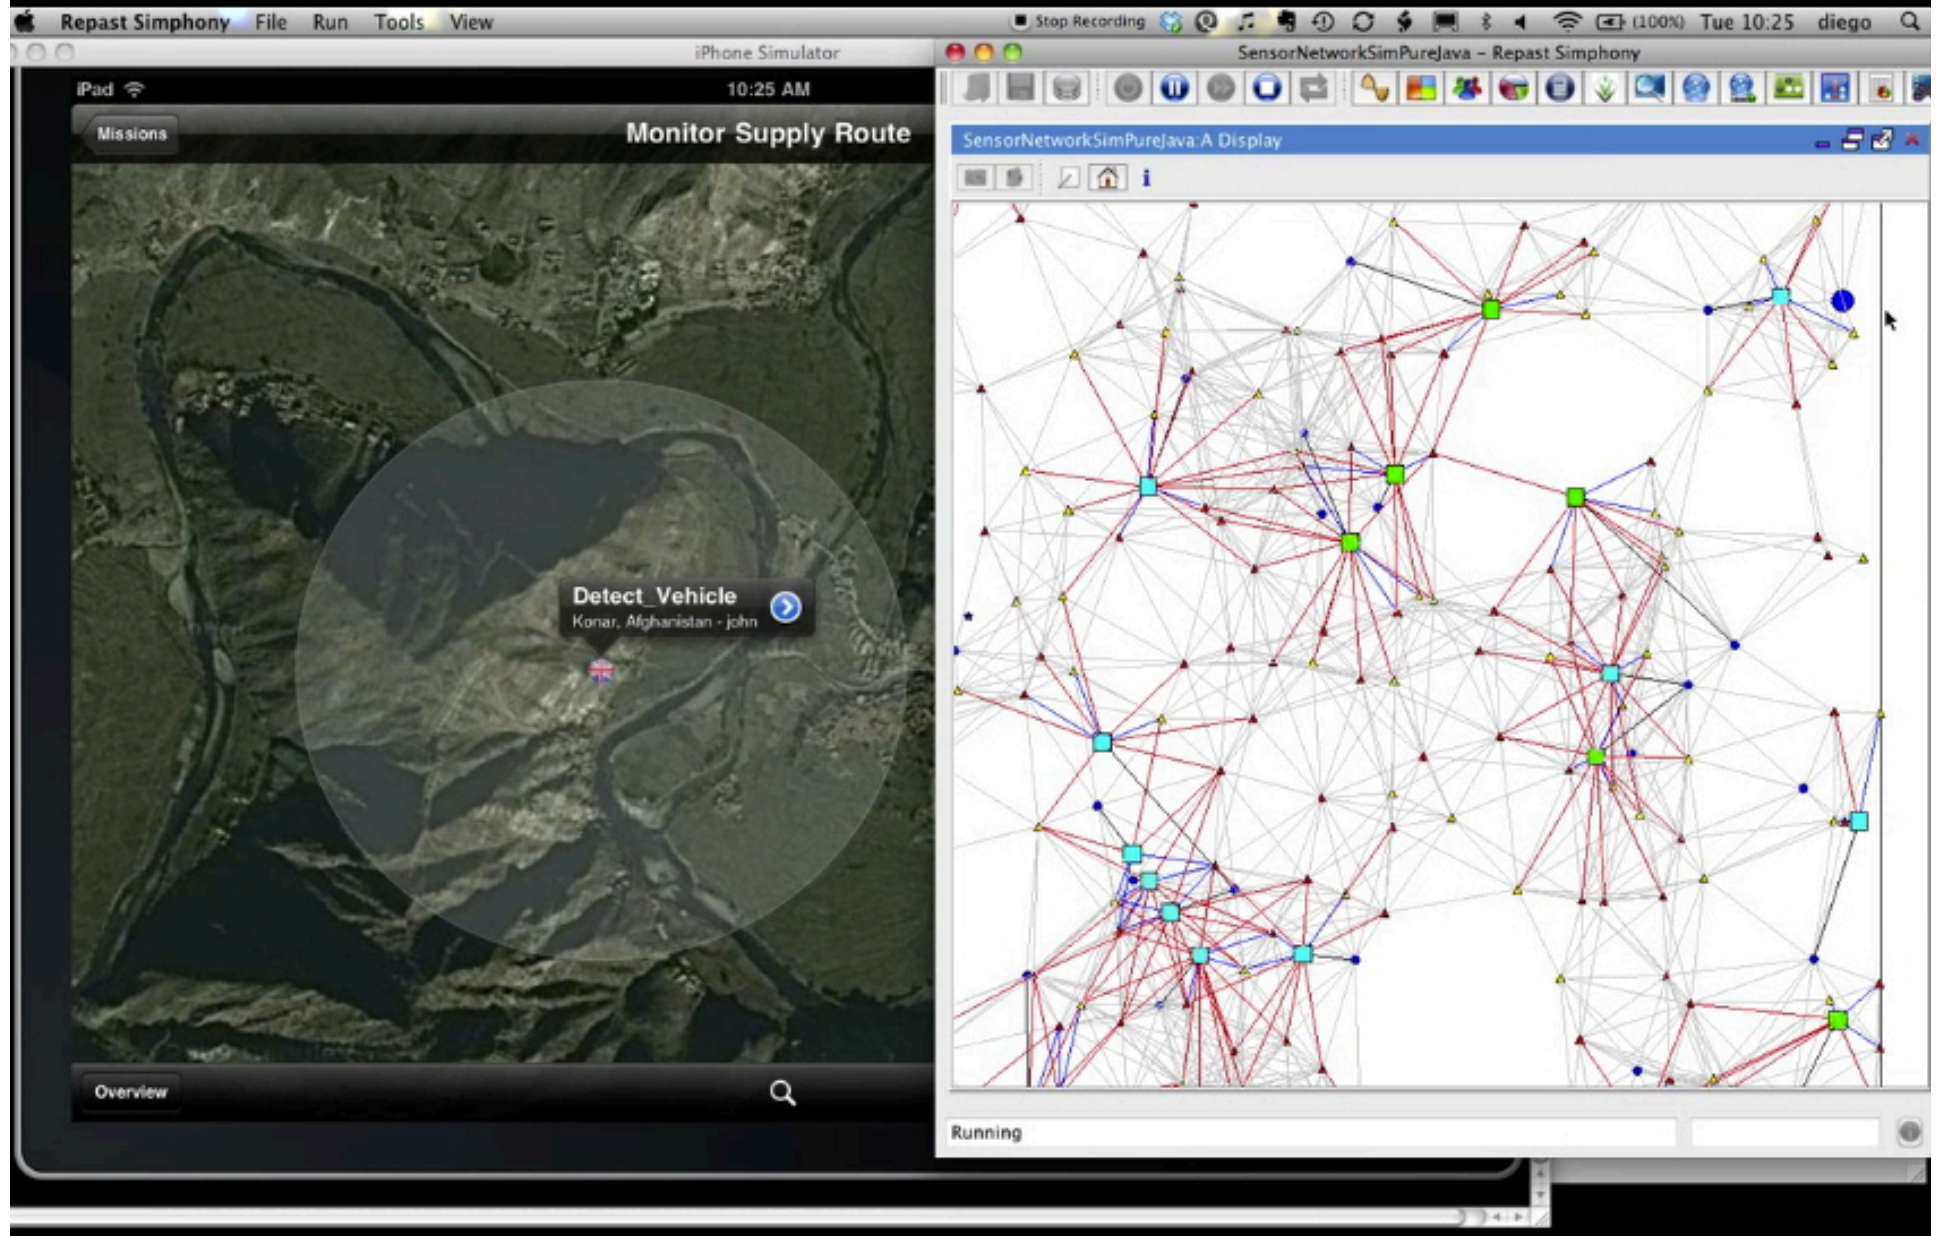 Repast Simphony File Run Tools View
Stop Recording (100%) Tue 10:25 diego
iPhone Simulator
iPad 10:25 AM
Missions
Monitor Supply Route
Detect_Vehicle
Konar, Afghanistan - john
Overview
SensorNetworkSimPureJava - Repast Simphony
SensorNetworkSimPureJava:A Display
i
Running